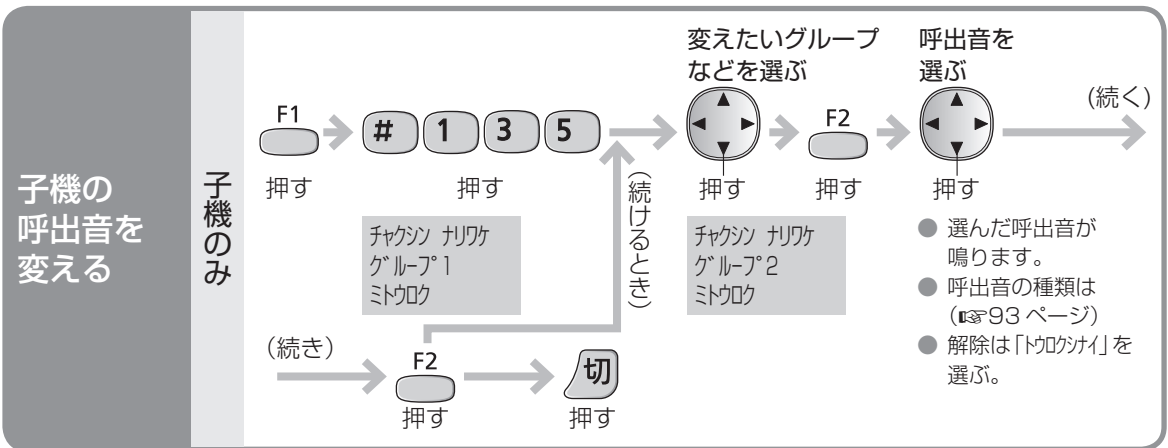 子機の
呼出音を
変える
子機のみ
F1
押す
# 1 3 5
押す
チャクシン ナリワケ
グループ1
ミトウロク
(続けるとき)
変えたいグループ
などを選ぶ
押す
チャクシン ナリワケ
グループ2
ミトウロク
F2
押す
呼出音を
選ぶ
押す
● 選んだ呼出音が
鳴ります。
● 呼出音の種類は
(☞93 ページ)
● 解除は「トウロクシナイ」を
選ぶ。
(続く)
(続き)
F2
押す
切
押す